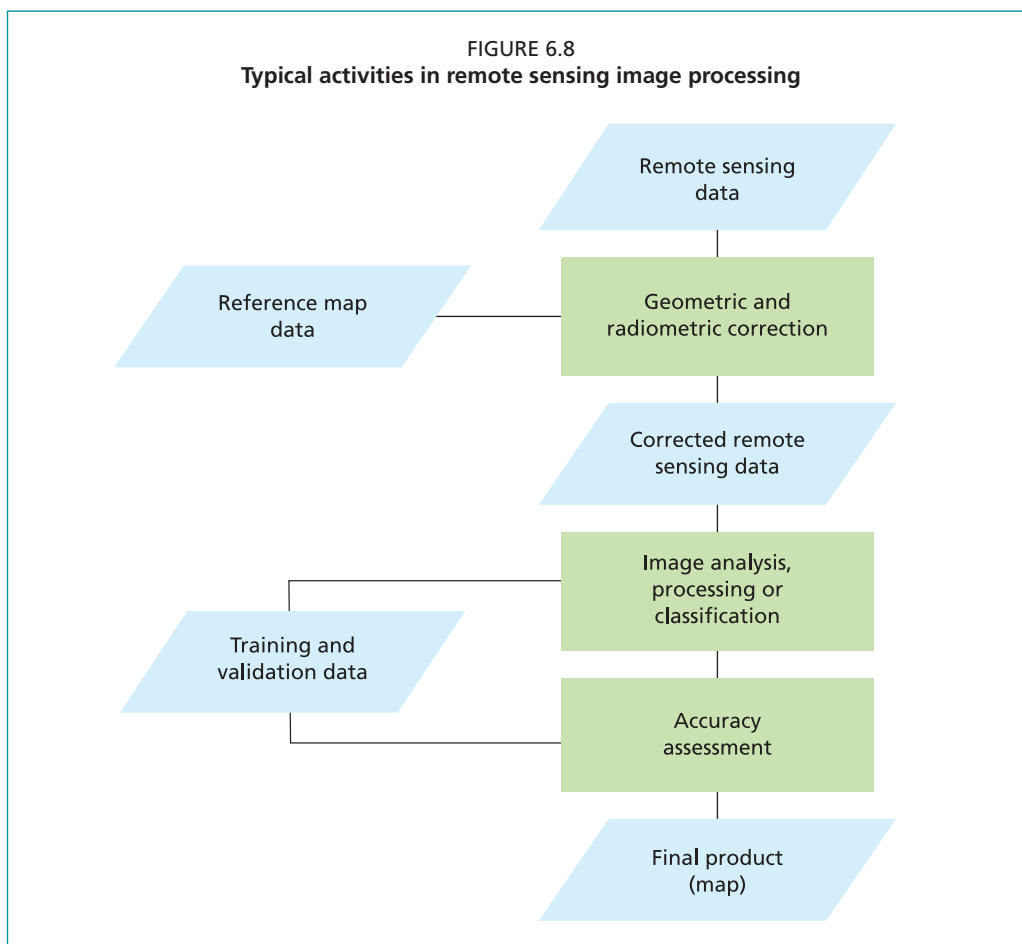 FIGURE 6.8
Typical activities in remote sensing image processing
Remote sensing
data
Reference map
data
Geometric and
radiometric correction
Corrected remote
sensing data
Image analysis,
processing or
classification
Training and
validation data
Accuracy
assessment
Final product
(map)